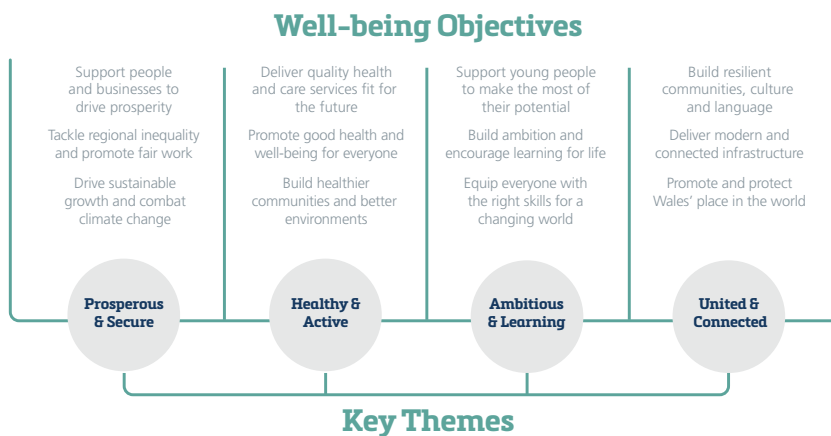 Well-being Objectives
Support people
and businesses to
drive prosperity
Tackle regional inequality
and promote fair work
Drive sustainable
growth and combat
climate change
Prosperous
& Secure
Deliver quality health
and care services fit for
the future
Promote good health and
well-being for everyone
Build healthier
communities and better
environments
Healthy &
Active
Support young people
to make the most of
their potential
Build ambition and
encourage learning for life
Equip everyone with
the right skills for a
changing world
Ambitious
& Learning
Build resilient
communities, culture
and language
Deliver modern and
connected infrastructure
Promote and protect
Wales’ place in the world
United &
Connected
Key Themes